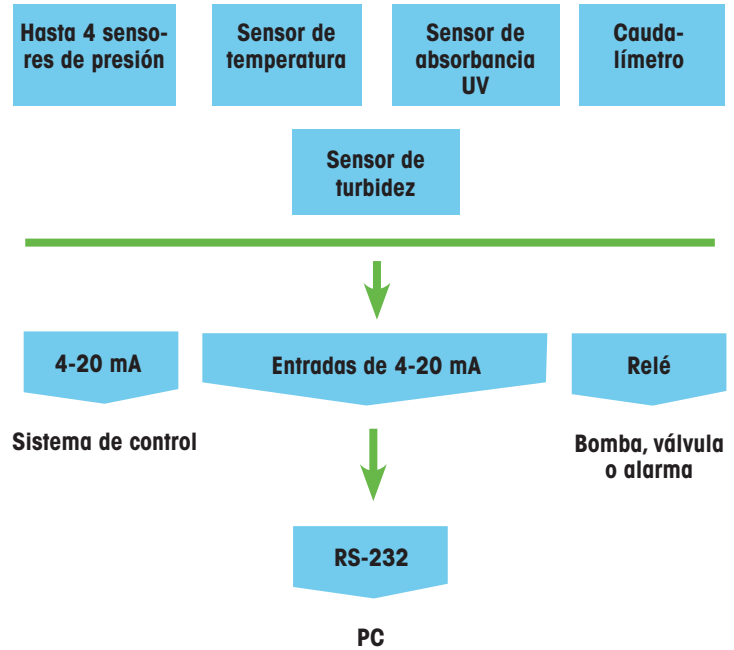 Hasta 4 senso-
res de presión
Sensor de
temperatura
Sensor de
absorbancia
UV
Cauda-
límetro
Sensor de
turbidez
4-20 mA
Entradas de 4-20 mA
Relé
Sistema de control
Bomba, válvula
o alarma
RS-232
PC